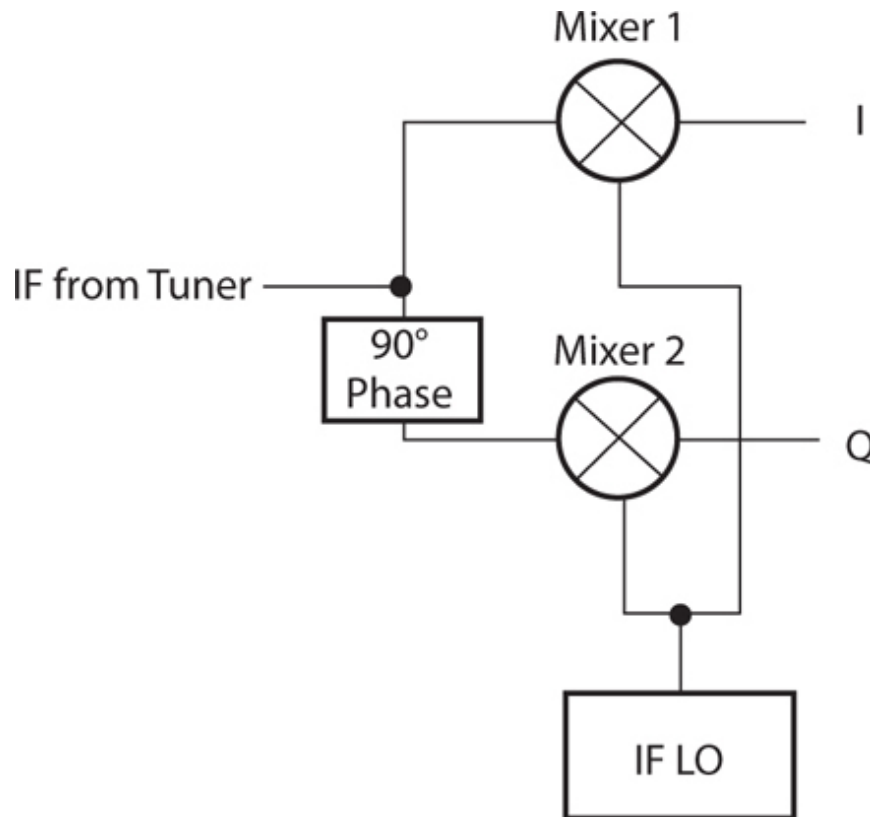 Mixer 1
I
IF from Tuner
90°
Phase
Mixer 2
Q
IF LO